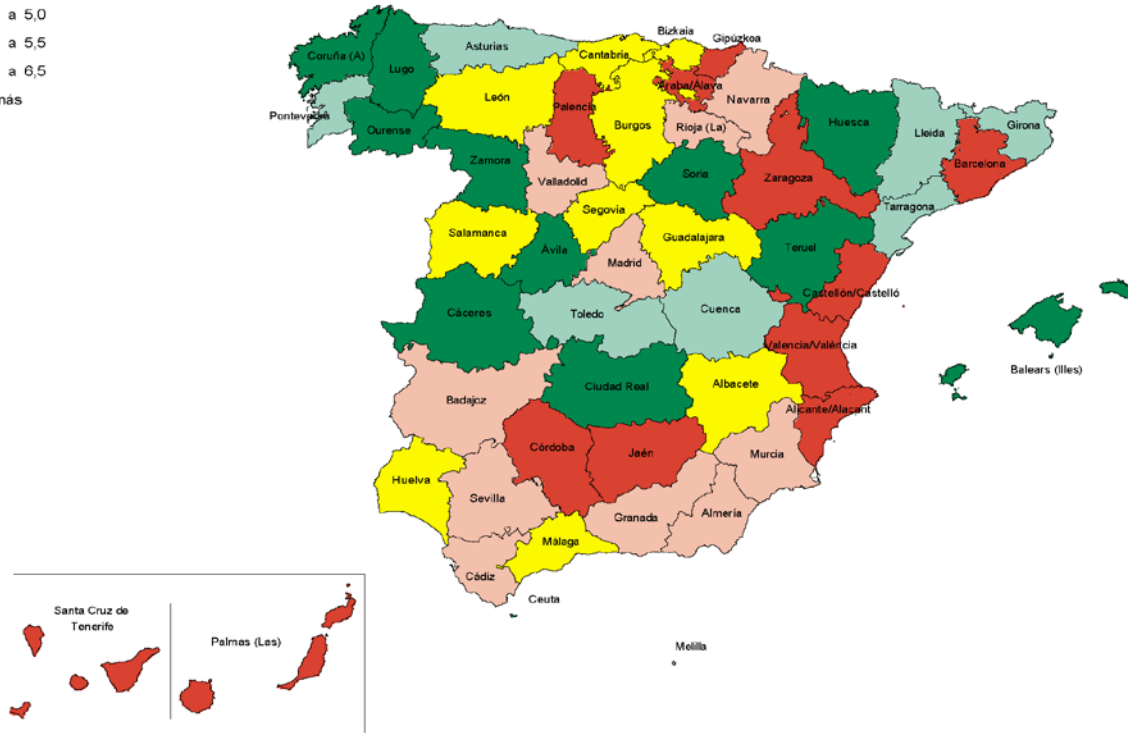 a 5,0
a 5,5
a 6,5
nás
Coruña (A)
Lugo
Asturias
Cantabria
Bizkaia
Gipúzkoa
Pontevedra
Ourense
León
Palencia
Burgos
Araba/Álava
Navarra
Rioja (La)
Huesca
Lleida
Girona
Barcelona
Zamora
Valladolid
Soria
Zaragoza
Tarragona
Salamanca
Segovia
Ávila
Guadalajara
Madrid
Teruel
Castellón/Castelló
Cáceres
Toledo
Cuenca
Valencia/València
Balears (Illes)
Badajoz
Ciudad Real
Albacete
Alicante/Alacant
Córdoba
Jaén
Murcia
Huelva
Sevilla
Granada
Almería
Málaga
Cádiz
Ceuta
Melilla
Santa Cruz de
Tenerife
Palmas (Las)